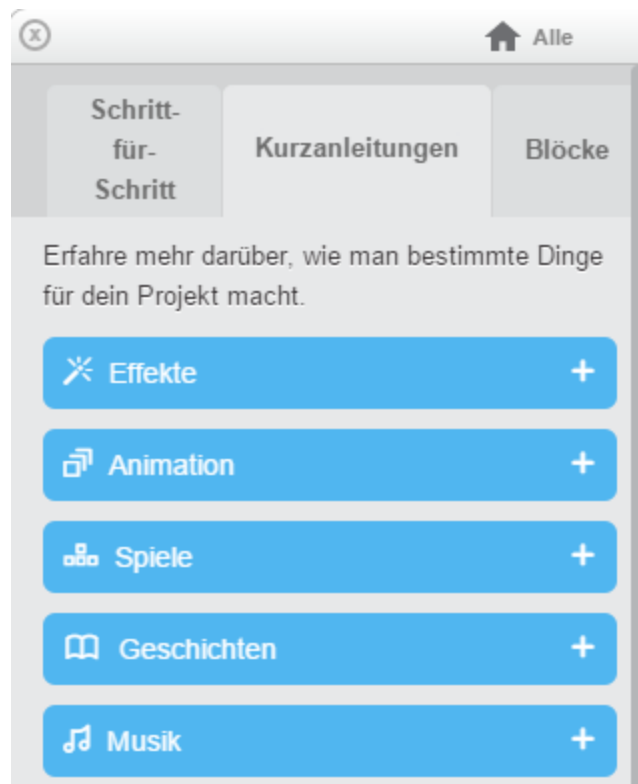 Alle
Schritt-
für-
Schritt
Kurzanleitungen
Blöcke
Erfahre mehr darüber, wie man bestimmte Dinge
für dein Projekt macht.
Effekte +
Animation +
Spiele +
Geschichten +
Musik +